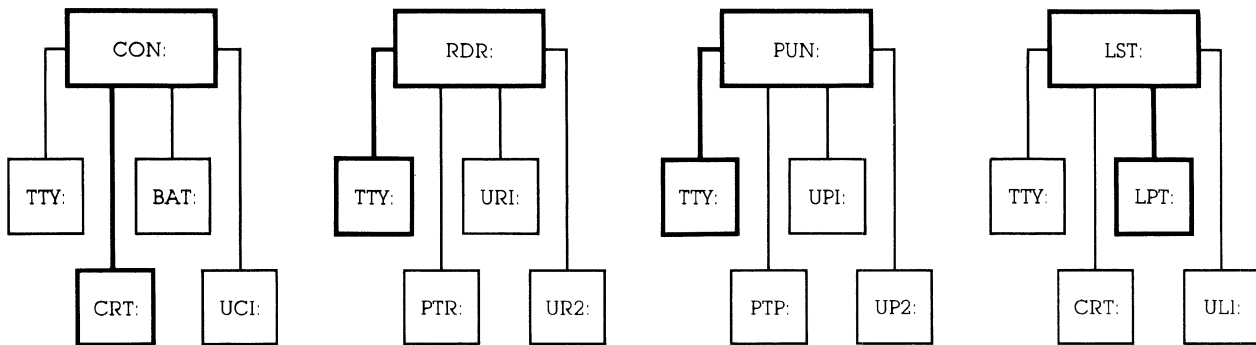 CON: RDR: PUN: LST:
TTY: BAT: TTY: URI: TTY: UPI: TTY: LPT:
CRT: UCI: PTR: UR2: PTP: UP2: CRT: ULI: